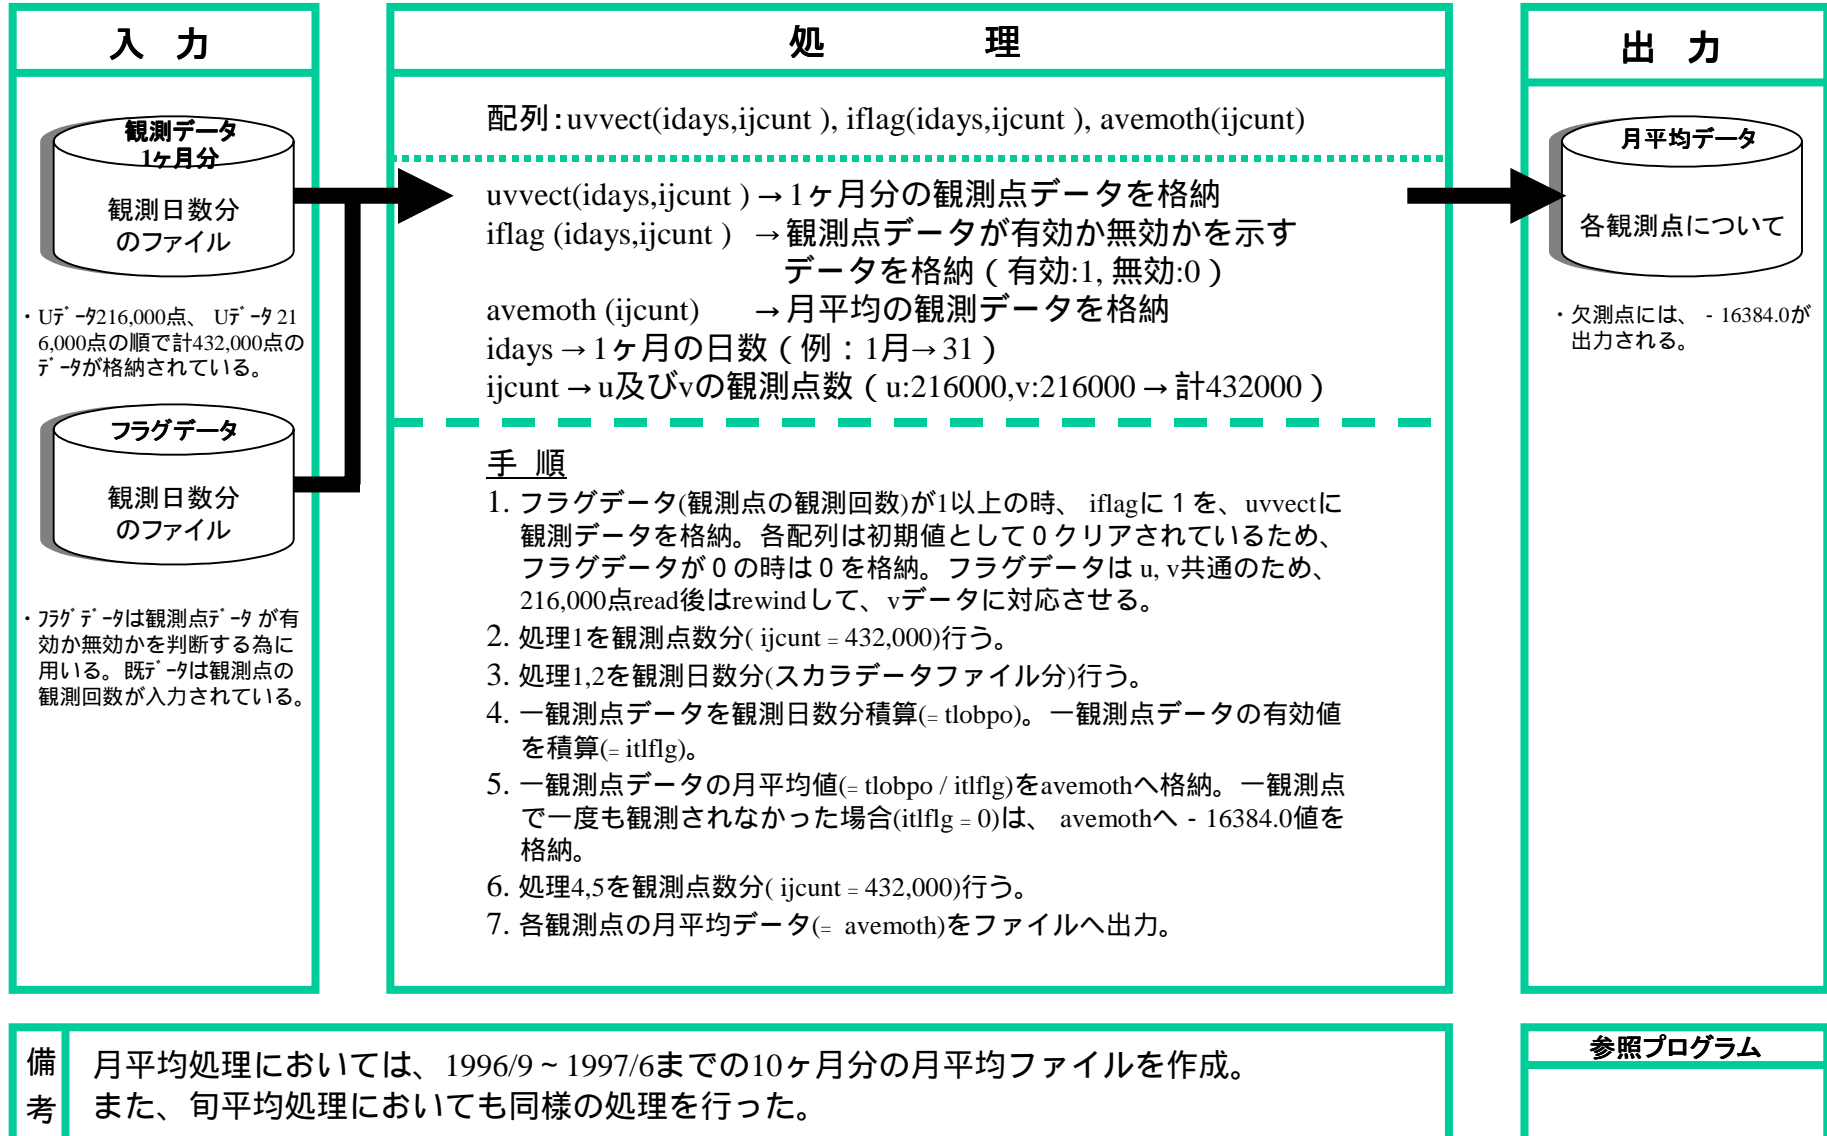 入 力
観測データ
1ヶ月分
観測日数分
のファイル
・Uﾃﾞｰﾀ216,000点、 Uﾃﾞｰﾀ 21
6,000点の順で計432,000点の
ﾃﾞｰﾀが格納されている。
フラグデータ
観測日数分
のファイル
・ﾌﾗｸﾞﾃﾞｰﾀは観測点ﾃﾞｰﾀが有
効か無効かを判断する為に
用いる。既ﾃﾞｰﾀは観測点の
観測回数が入力されている。
処 理
配列:uvvect(idays,ijcunt ), iflag(idays,ijcunt ), avemoth(ijcunt)
uvvect(idays,ijcunt )→1ヶ月分の観測点データを格納
iflag (idays,ijcunt ) →観測点データが有効か無効かを示す
データを格納（有効:1, 無効:0）
avemoth (ijcunt) →月平均の観測データを格納
idays→1ヶ月の日数（例：1月→31）
ijcunt→u及びvの観測点数（u:216000,v:216000→計432000）
手 順
1. フラグデータ(観測点の観測回数)が1以上の時、 iflagに１を、uvvectに
観測データを格納。各配列は初期値として０クリアされているため、
フラグデータが０の時は０を格納。フラグデータは u, v共通のため、
216,000点read後はrewindして、vデータに対応させる。
2. 処理1を観測点数分( ijcunt = 432,000)行う。
3. 処理1,2を観測日数分(スカラデータファイル分)行う。
4. 一観測点データを観測日数分積算(= tlobpo)。一観測点データの有効値
を積算(= itlflg)。
5. 一観測点データの月平均値(= tlobpo / itlflg)をavemothへ格納。一観測点
で一度も観測されなかった場合(itlflg = 0)は、 avemothへ - 16384.0値を
格納。
6. 処理4,5を観測点数分( ijcunt = 432,000)行う。
7. 各観測点の月平均データ(= avemoth)をファイルへ出力。
出 力
月平均データ
各観測点について
・欠測点には、 - 16384.0が
出力される。
備
考
月平均処理においては、1996/9～1997/6までの10ヶ月分の月平均ファイルを作成。
また、旬平均処理においても同様の処理を行った。
参照プログラム